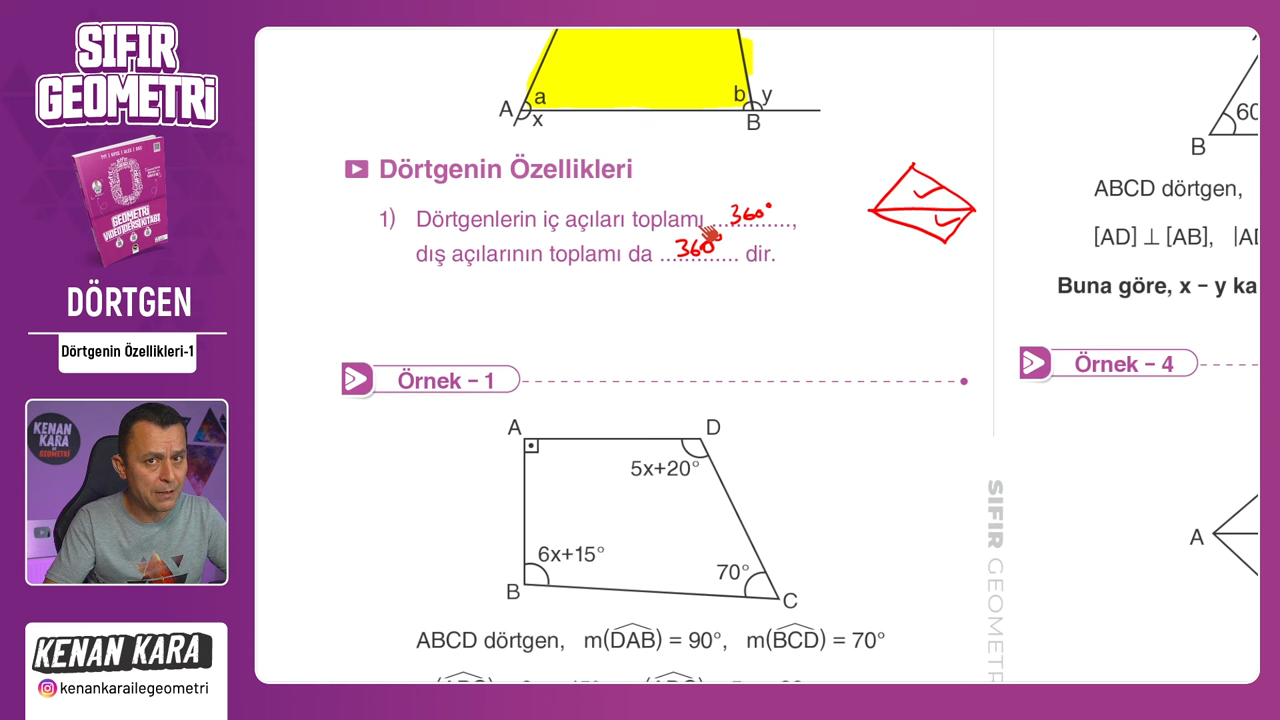 SIFIR
GEOMETRİ
GEOMETRİ
VİDEO DERS KİTABI
DÖRTGEN
Dörtgenin Özellikleri-1
KENAN
KARA
GEOMETRİ
KENAN KARA
kenankarailegeometri
a
b
y
A
x
B
Dörtgenin Özellikleri
1) Dörtgenlerin iç açıları toplamı 360°,
dış açılarının toplamı da 360° dir.
Örnek – 1
A
D
5x+20°
6x+15°
70°
B
C
ABCD dörtgen, m(DAB) = 90°, m(BCD) = 70°
SIFIR GEOMETR
60
B
ABCD dörtgen,
[AD] ⊥ [AB],
Buna göre, x – y ka
Örnek – 4
A